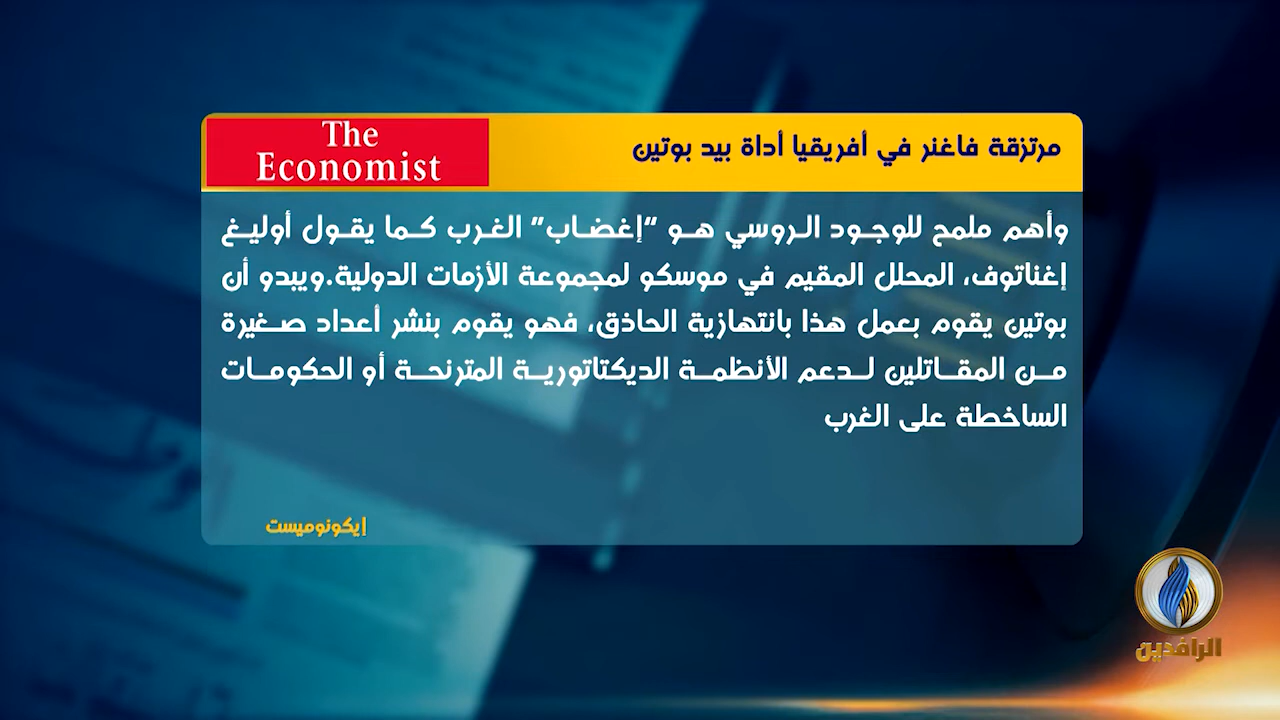 The
Economist
مرتزقة فاغنر في أفريقيا أداة بيد بوتين
وأهم ملمح للوجود الروسي هو “إغضاب” الغرب كما يقول أوليغ
إغناتوف، المحلل المقيم في موسكو لمجموعة الأزمات الدولية.ويبدو أن
بوتين يقوم بعمل هذا بانتهازية الحاذق، فهو يقوم بنشر أعداد صغيرة
من المقاتلين لدعم الأنظمة الديكتاتورية المترنحة أو الحكومات
الساخطة على الغرب
إيكونوميست
الرافدين